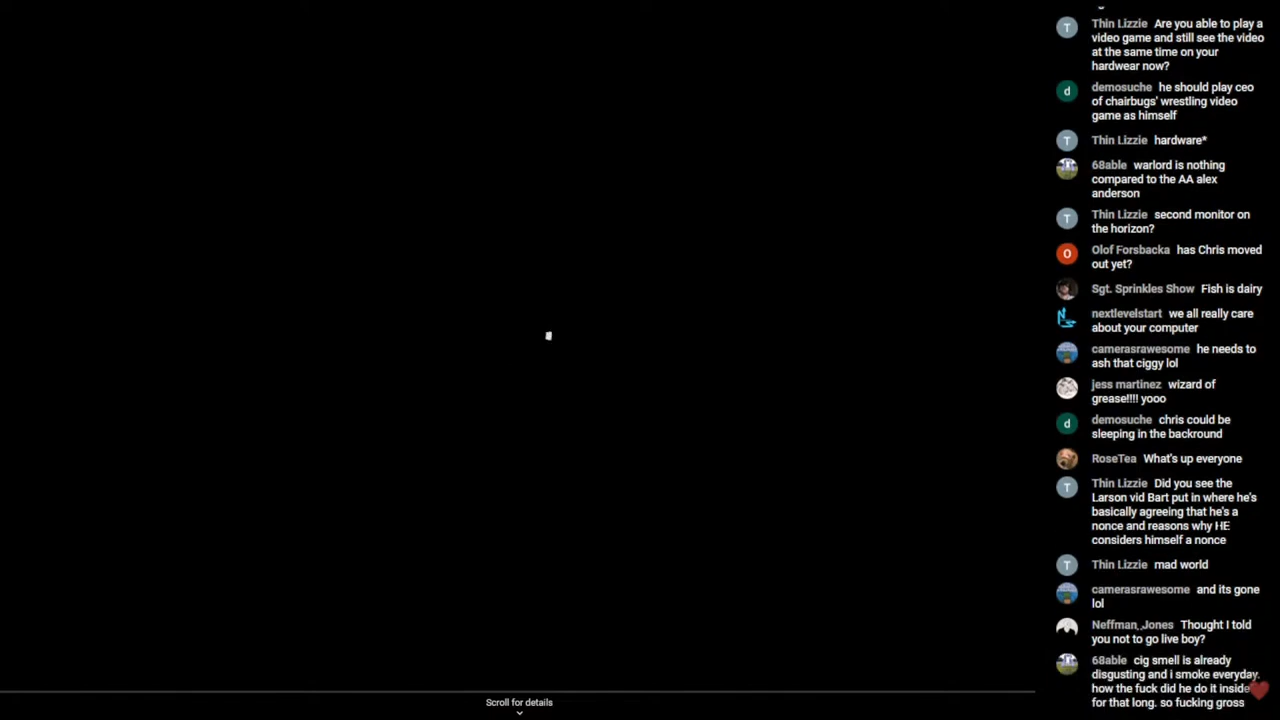 Thin Lizzie Are you able to play a
video game and still see the video
at the same time on your
hardwear now?
demosuche he should play ceo
of chairbugs' wrestling video
game as himself
Thin Lizzie hardware*
68able warlord is nothing
compared to the AA alex
anderson
Thin Lizzie second monitor on
the horizon?
Olof Forsbacka has Chris moved
out yet?
Sgt. Sprinkles Show Fish is dairy
nextlevelstart we all really care
about your computer
camerasrawesome he needs to
ash that ciggy lol
jess martinez wizard of
grease!!!! yooo
demosuche chris could be
sleeping in the backround
RoseTea What's up everyone
Thin Lizzie Did you see the
Larson vid Bart put in where he's
basically agreeing that he's a
nonce and reasons why HE
considers himself a nonce
Thin Lizzie mad world
camerasrawesome and its gone
lol
Neffman,,Jones Thought I told
you not to go live boy?
68able cig smell is already
disgusting and i smoke everyday.
how the fuck did he do it inside
for that long. so fucking gross
Scroll for details
T
d
T
T
O
d
T
T